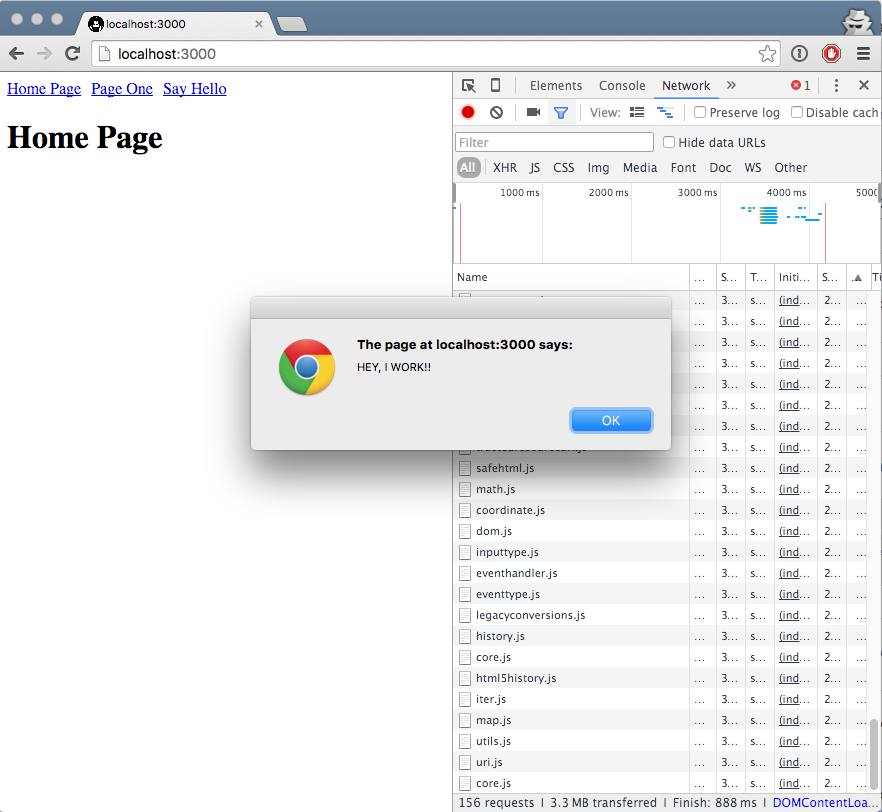 localhost:3000
localhost:3000
Home Page Page One Say Hello
Home Page
Elements Console Network » 1
View: Preserve log Disable cach
Filter Hide data URLs
All XHR JS CSS Img Media Font Doc WS Other
1000 ms 2000 ms 3000 ms 4000 ms 5000
Name ... S... T... Initi... S... ... Ti
... 3... s... (ind... 2... ...
... 3... s... (ind... 2... ...
The page at localhost:3000 says:
HEY, I WORK!!
OK
... 3... s... (ind... 2... ...
... 3... s... (ind... 2... ...
... 3... s... (ind... 2... ...
... 3... s... (ind... 2... ...
... 3... s... (ind... 2... ...
... 3... s... (ind... 2... ...
safehtml.js ... 3... s... (ind... 2... ...
math.js ... 3... s... (ind... 2... ...
coordinate.js ... 3... s... (ind... 2... ...
dom.js ... 3... s... (ind... 2... ...
inputtype.js ... 3... s... (ind... 2... ...
eventhandler.js ... 3... s... (ind... 2... ...
eventtype.js ... 3... s... (ind... 2... ...
legacyconversions.js ... 3... s... (ind... 2... ...
history.js ... 3... s... (ind... 2... ...
core.js ... 3... s... (ind... 2... ...
html5history.js ... 3... s... (ind... 2... ...
iter.js ... 3... s... (ind... 2... ...
map.js ... 3... s... (ind... 2... ...
utils.js ... 3... s... (ind... 2... ...
uri.js ... 3... s... (ind... 2... ...
core.js ... 3... s... (ind... 2... ...
156 requests I 3.3 MB transferred I Finish: 888 ms I DOMContentLoa...